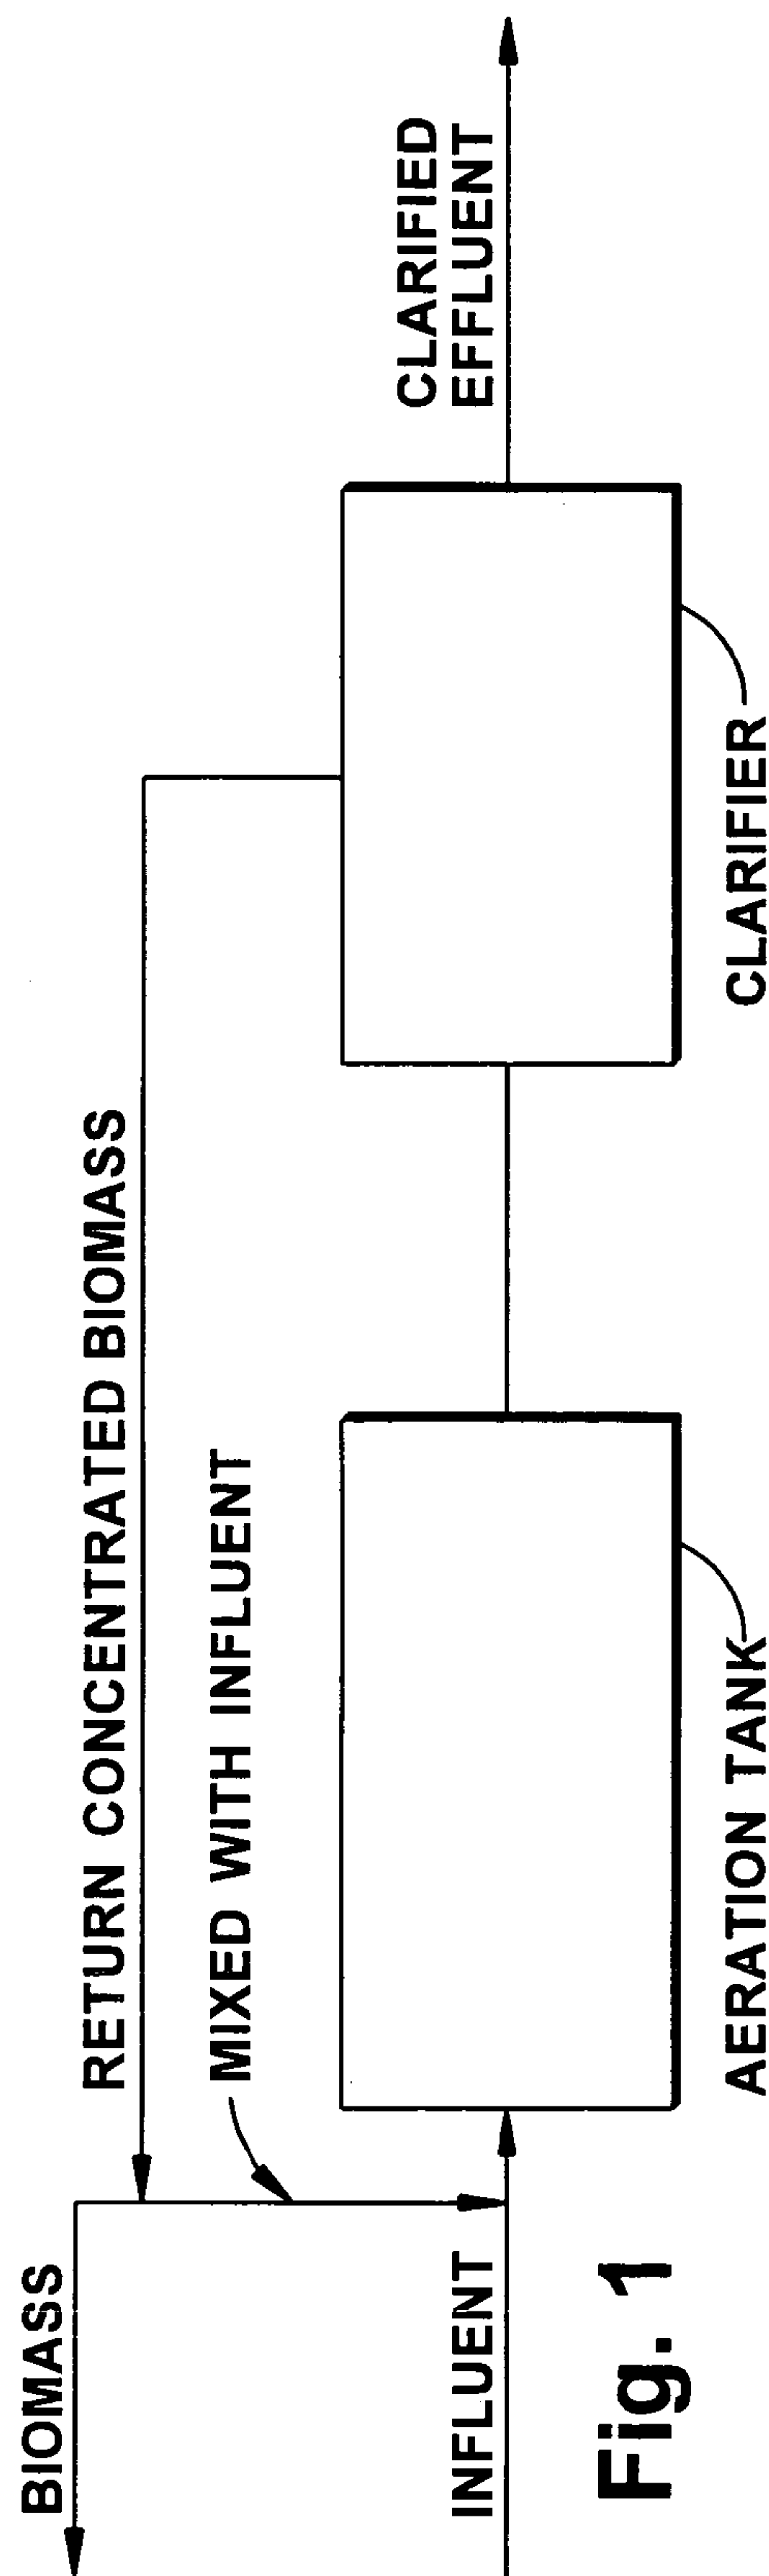 BIOMASS
RETURN CONCENTRATED BIOMASS
MIXED WITH INFLUENT
CLARIFIED
EFFLUENT
INFLUENT
AERATION TANK
CLARIFIER
Fig. 1